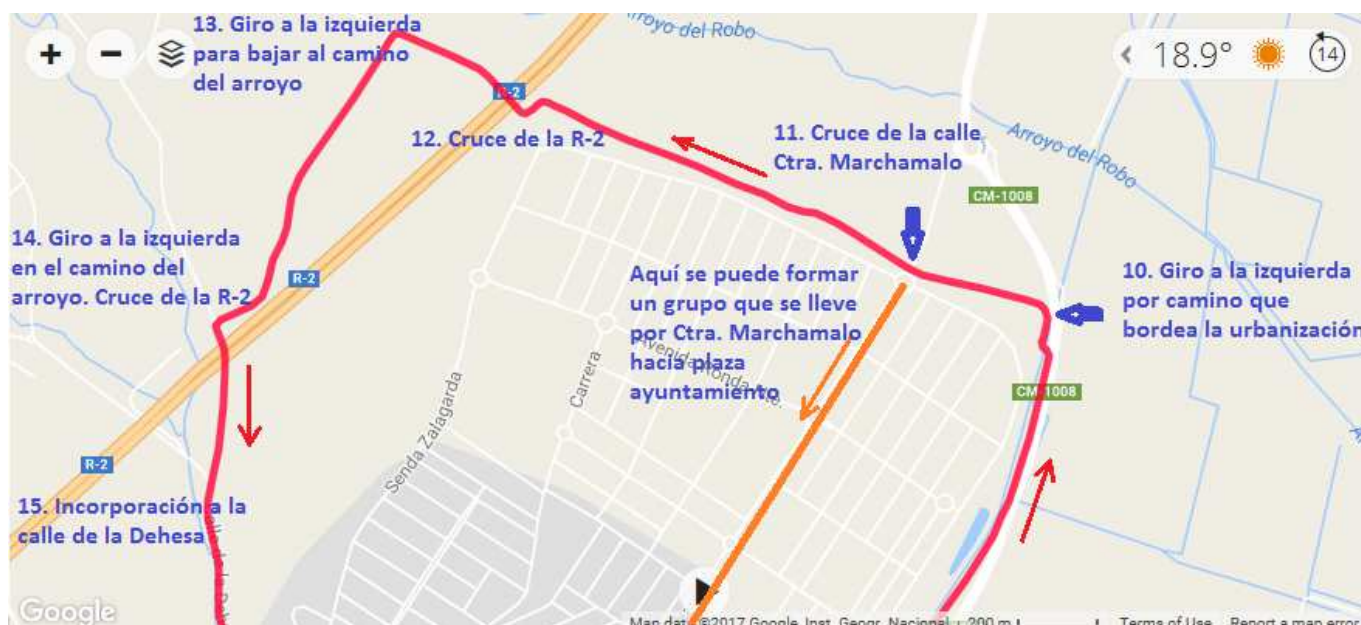 13. Giro a la izquierda
para bajar al camino
del arroyo
Arroyo del Robo
+
−
18.9°
14
R-2
12. Cruce de la R-2
11. Cruce de la calle
Ctra. Marchamalo
Arroyo del Robo
CM-1008
14. Giro a la izquierda
en el camino del
arroyo. Cruce de la R-2
R-2
Aquí se puede formar
un grupo que se lleve
por Ctra. Marchamalo
hacia plaza
ayuntamiento
10. Giro a la izquierda
por camino que
bordea la urbanización
Avenida Ronda
Carrera
Senda Zalagarda
CM-1008
R-2
15. Incorporación a la
calle de la Dehesa
Google
Map data ©2017 Google, Inst. Geogr. Nacional
200 m
Terms of Use
Report a map error